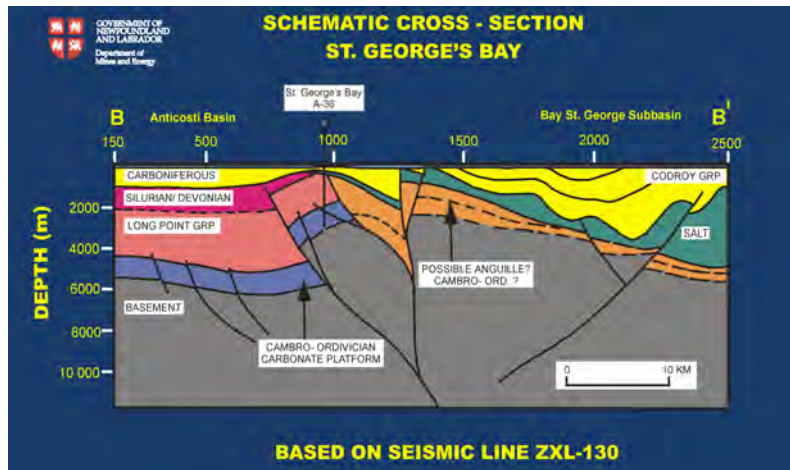 GOVERNMENT OF
NEWFOUNDLAND
AND LABRADOR
Department of
Mines and Energy
SCHEMATIC CROSS - SECTION
ST. GEORGE'S BAY
St. George's Bay
A-36
B
Anticosti Basin
Bay St. George Subbasin
B'
150
500
1000
1500
2000
2500
CARBONIFEROUS
CODROY GRP
SILURIAN/ DEVONIAN
2000
LONG POINT GRP
SALT
4000
POSSIBLE ANGUILLE?
CAMBRO- ORD. ?
6000
BASEMENT
8000
CAMBRO- ORDIVICIAN
CARBONATE PLATFORM
10 000
DEPTH (m)
0
10 KM
BASED ON SEISMIC LINE ZXL-130